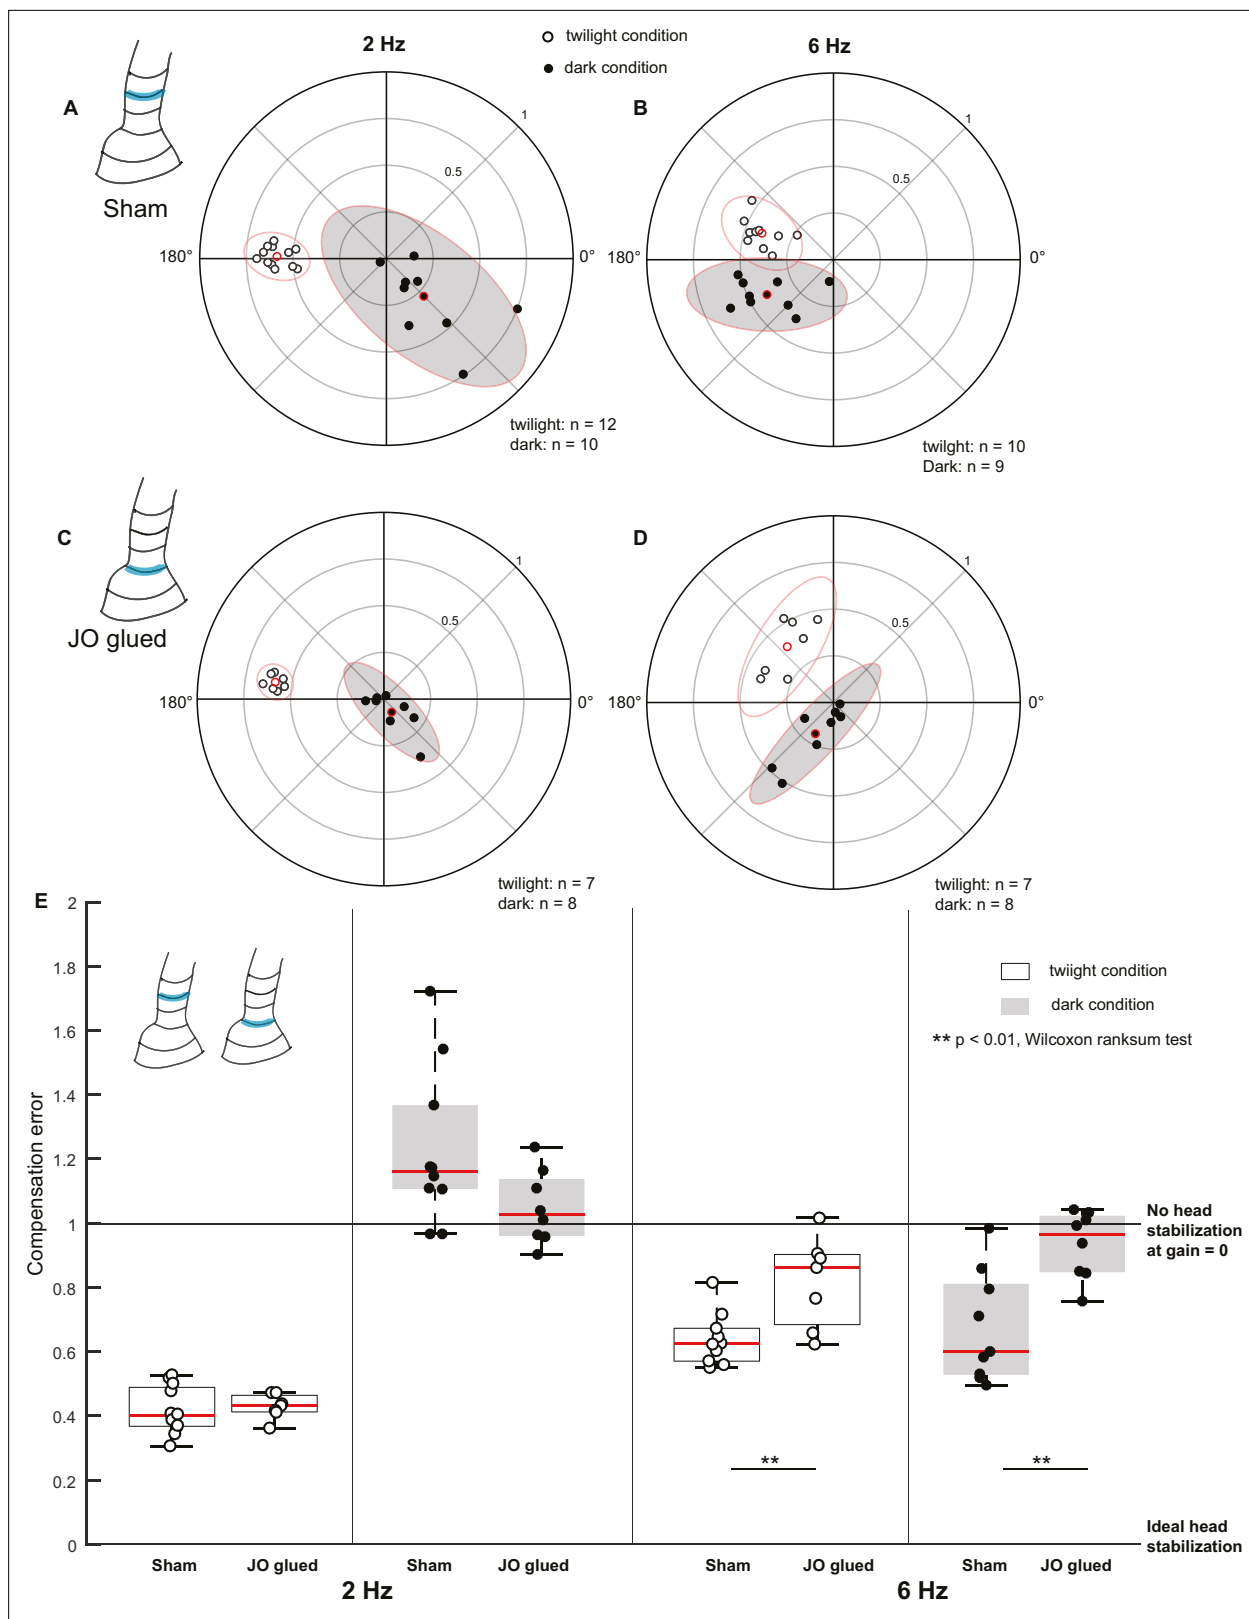 2 Hz
twilight condition
dark condition
6 Hz
A
B
Sham
1
0.5
180°
0°
twilight: n = 12
dark: n = 10
1
0.5
180°
0°
twilght: n = 10
Dark: n = 9
C
D
JO glued
1
0.5
180°
0°
twilight: n = 7
dark: n = 8
1
0.5
180°
0°
twilight: n = 7
dark: n = 8
E
Compensation error
2
1.8
1.6
1.4
1.2
1
0.8
0.6
0.4
0.2
0
twiight condition
dark condition
** p < 0.01, Wilcoxon ranksum test
No head
stabilization
at gain = 0
**
**
Ideal head
stabilization
Sham
JO glued
Sham
JO glued
Sham
JO glued
Sham
JO glued
2 Hz
6 Hz